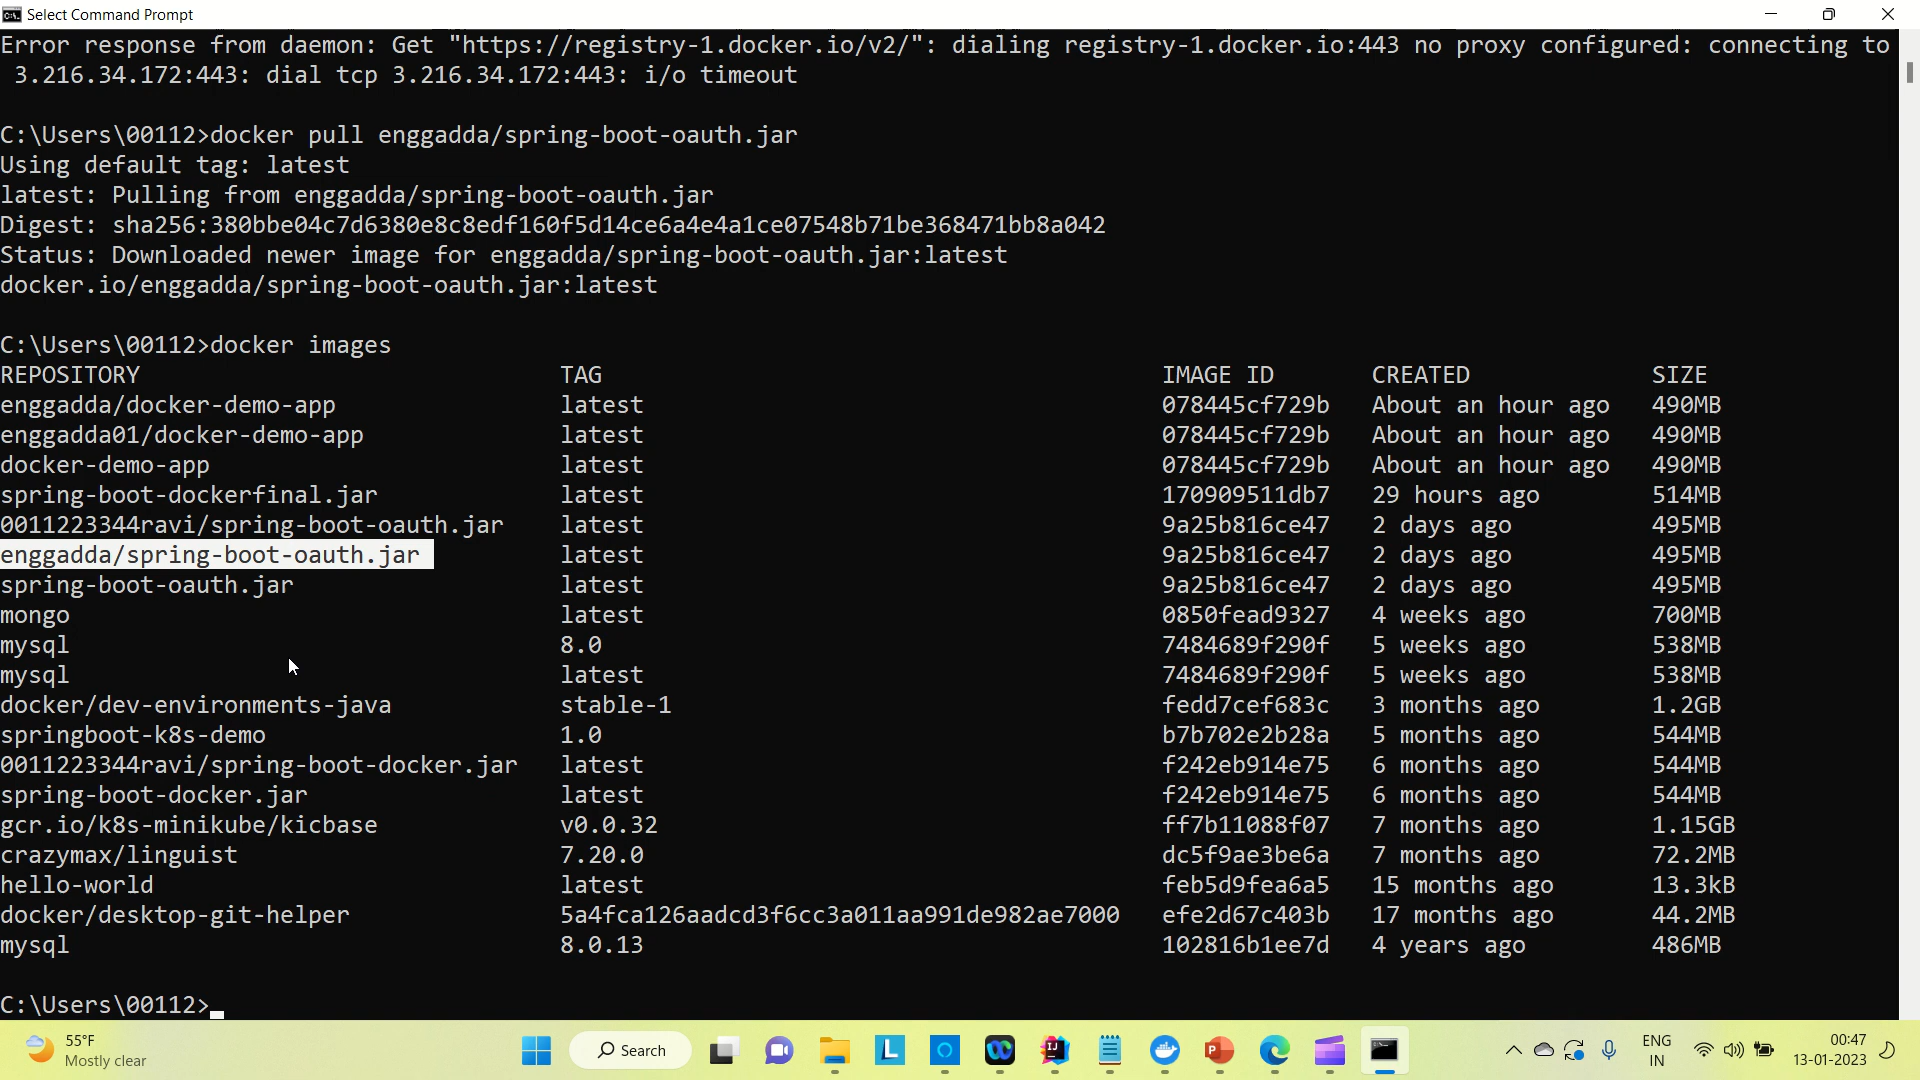 Select Command Prompt
Error response from daemon: Get "https://registry-1.docker.io/v2/": dialing registry-1.docker.io:443 no proxy configured: connecting to
3.216.34.172:443: dial tcp 3.216.34.172:443: i/o timeout
C:\Users\00112>docker pull enggadda/spring-boot-oauth.jar
Using default tag: latest
latest: Pulling from enggadda/spring-boot-oauth.jar
Digest: sha256:380bbe04c7d6380e8c8edf160f5d14ce6a4e4a1ce07548b71be368471bb8a042
Status: Downloaded newer image for enggadda/spring-boot-oauth.jar:latest
docker.io/enggadda/spring-boot-oauth.jar:latest
C:\Users\00112>docker images
REPOSITORY TAG IMAGE ID CREATED SIZE
enggadda/docker-demo-app latest 078445cf729b About an hour ago 490MB
enggadda01/docker-demo-app latest 078445cf729b About an hour ago 490MB
docker-demo-app latest 078445cf729b About an hour ago 490MB
spring-boot-dockerfinal.jar latest 170909511db7 29 hours ago 514MB
0011223344ravi/spring-boot-oauth.jar latest 9a25b816ce47 2 days ago 495MB
enggadda/spring-boot-oauth.jar latest 9a25b816ce47 2 days ago 495MB
spring-boot-oauth.jar latest 9a25b816ce47 2 days ago 495MB
mongo latest 0850fead9327 4 weeks ago 700MB
mysql 8.0 7484689f290f 5 weeks ago 538MB
mysql latest 7484689f290f 5 weeks ago 538MB
docker/dev-environments-java stable-1 fedd7cef683c 3 months ago 1.2GB
springboot-k8s-demo 1.0 b7b702e2b28a 5 months ago 544MB
0011223344ravi/spring-boot-docker.jar latest f242eb914e75 6 months ago 544MB
spring-boot-docker.jar latest f242eb914e75 6 months ago 544MB
gcr.io/k8s-minikube/kicbase v0.0.32 ff7b11088f07 7 months ago 1.15GB
crazymax/linguist 7.20.0 dc5f9ae3be6a 7 months ago 72.2MB
hello-world latest feb5d9fea6a5 15 months ago 13.3kB
docker/desktop-git-helper 5a4fca126aadcd3f6cc3a011aa991de982ae7000 efe2d67c403b 17 months ago 44.2MB
mysql 8.0.13 102816b1ee7d 4 years ago 486MB
C:\Users\00112>
55°F
Mostly clear
Search
ENG
IN
00:47
13-01-2023